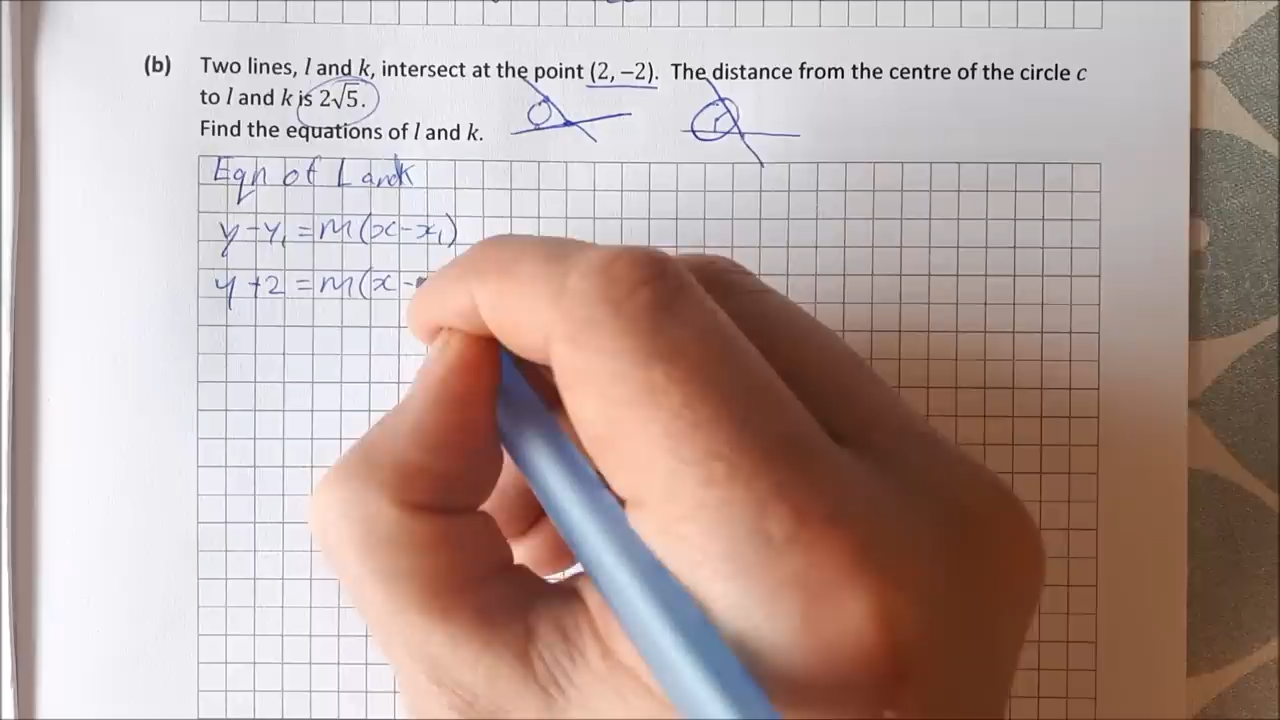 (b) Two lines, l and k, intersect at the point (2, −2). The distance from the centre of the circle c
to l and k is 2√5.
Find the equations of l and k.
Eqn of L and k
y-y₁ = m(x-x₁)
y+2 = m(x-